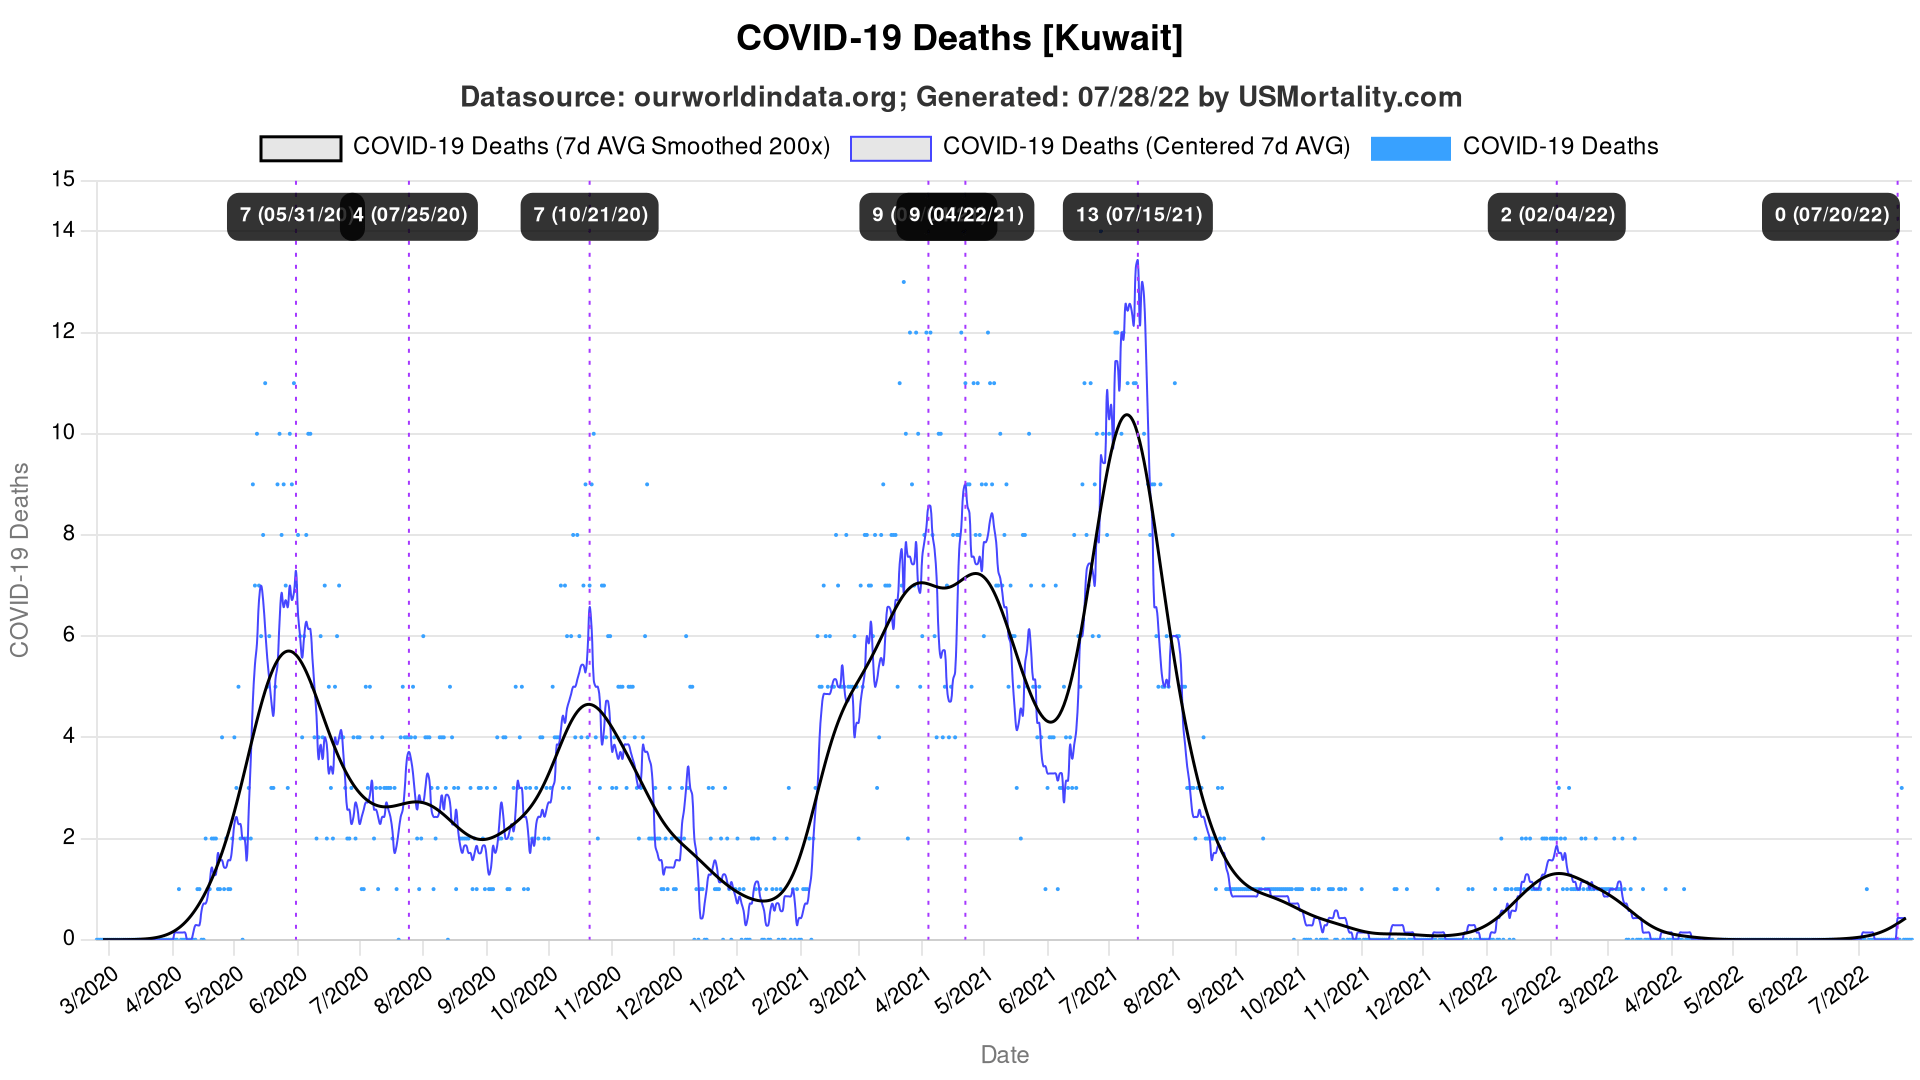 COVID-19 Deaths [Kuwait]
Datasource: ourworldindata.org; Generated: 07/28/22 by USMortality.com
COVID-19 Deaths (7d AVG Smoothed 200x) COVID-19 Deaths (Centered 7d AVG) COVID-19 Deaths
15
7 (05/31/20) 4 (07/25/20) 7 (10/21/20) 9 9 (04/22/21) 13 (07/15/21) 2 (02/04/22) 0 (07/20/22)
14
12
10
8
6
4
2
0
COVID-19 Deaths
3/2020 4/2020 5/2020 6/2020 7/2020 8/2020 9/2020 10/2020 11/2020 12/2020 1/2021 2/2021 3/2021 4/2021 5/2021 6/2021 7/2021 8/2021 9/2021 10/2021 11/2021 12/2021 1/2022 2/2022 3/2022 4/2022 5/2022 6/2022 7/2022
Date